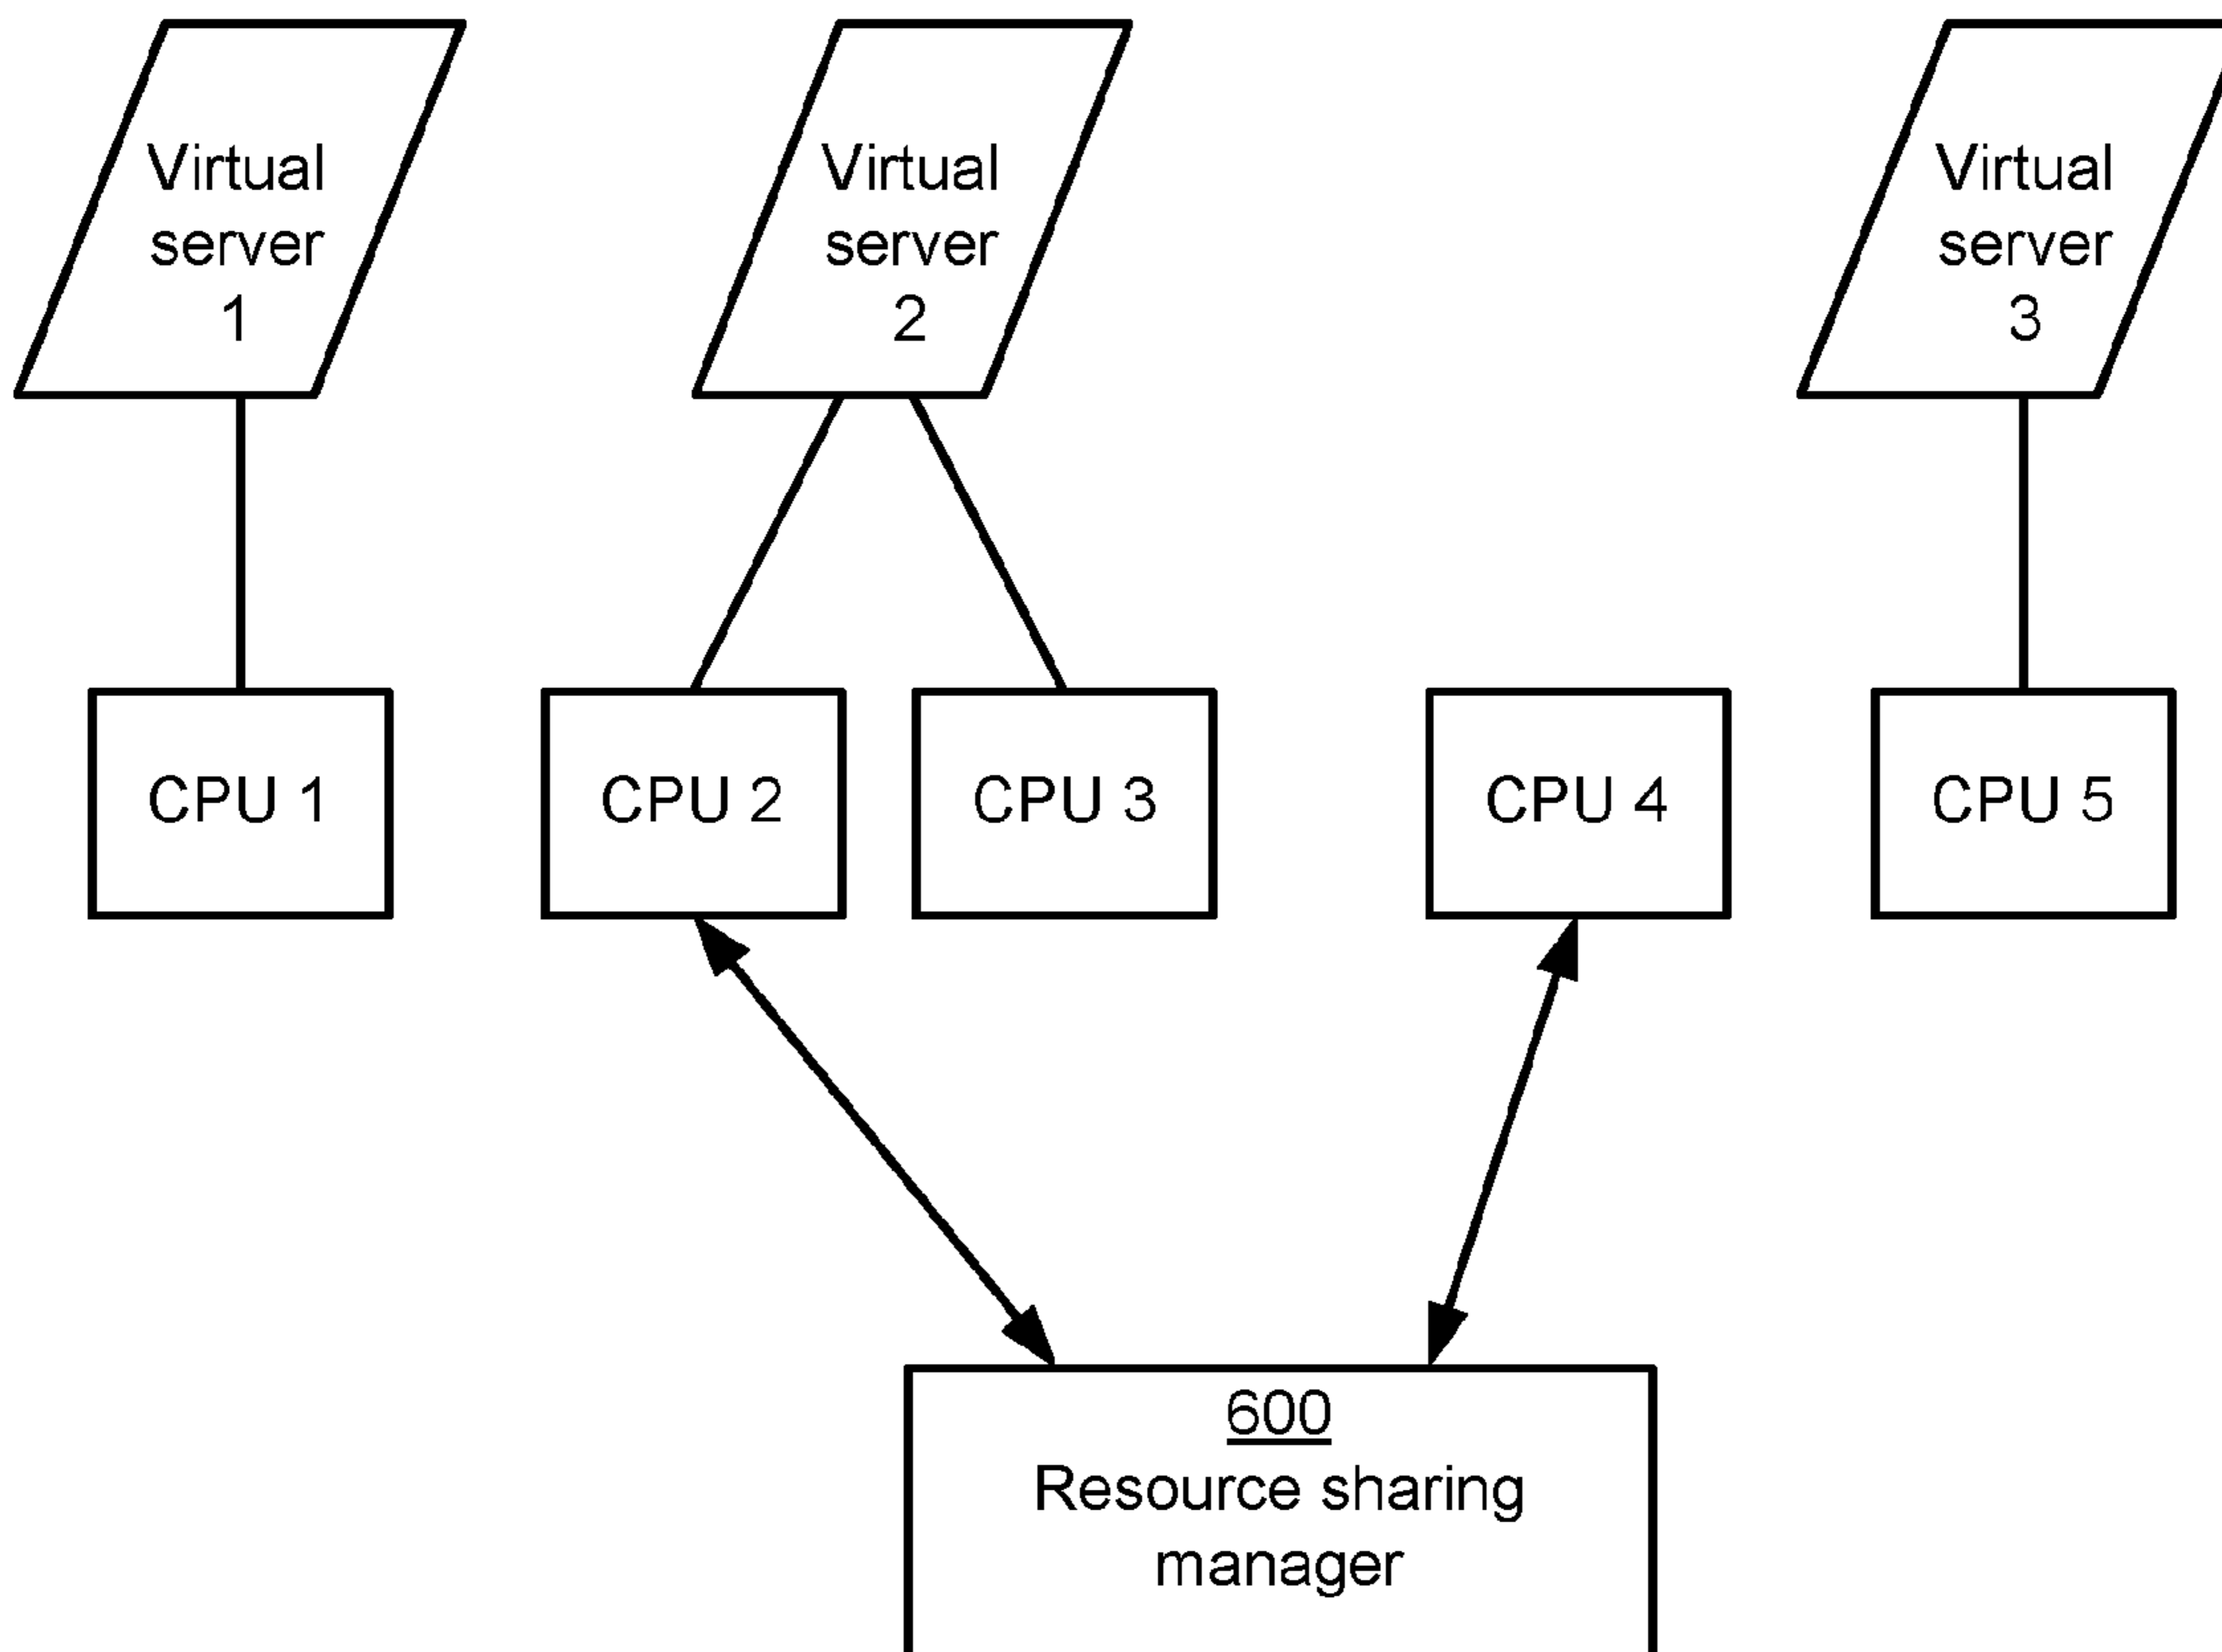 Virtual
server
1
Virtual
server
2
Virtual
server
3
CPU 1
CPU 2
CPU 3
CPU 4
CPU 5
600
Resource sharing
manager